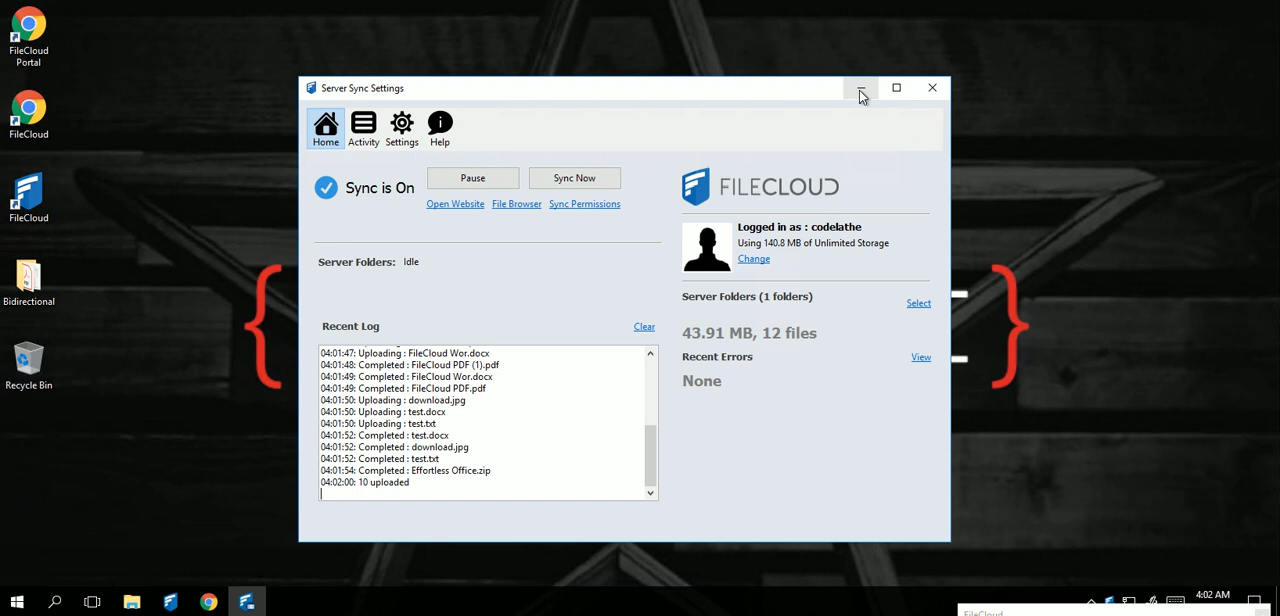 FileCloud
Portal
FileCloud
FileCloud
Bidirectional
Recycle Bin
Server Sync Settings
Home
Activity
Settings
Help
Sync is On
Pause
Sync Now
Open Website
File Browser
Sync Permissions
Server Folders: Idle
Recent Log
Clear
04:01:47: Uploading : FileCloud Wor.docx
04:01:48: Completed : FileCloud PDF (1).pdf
04:01:49: Completed : FileCloud Wor.docx
04:01:49: Completed : FileCloud PDF.pdf
04:01:50: Uploading : download.jpg
04:01:50: Uploading : test.docx
04:01:50: Uploading : test.txt
04:01:52: Completed : test.docx
04:01:52: Completed : download.jpg
04:01:52: Completed : test.txt
04:01:54: Completed : Effortless Office.zip
04:02:00: 10 uploaded
FILECLOUD
Logged in as : codelathe
Using 140.8 MB of Unlimited Storage
Change
Server Folders (1 folders)
Select
43.91 MB, 12 files
Recent Errors
View
None
4:02 AM
FileCloud